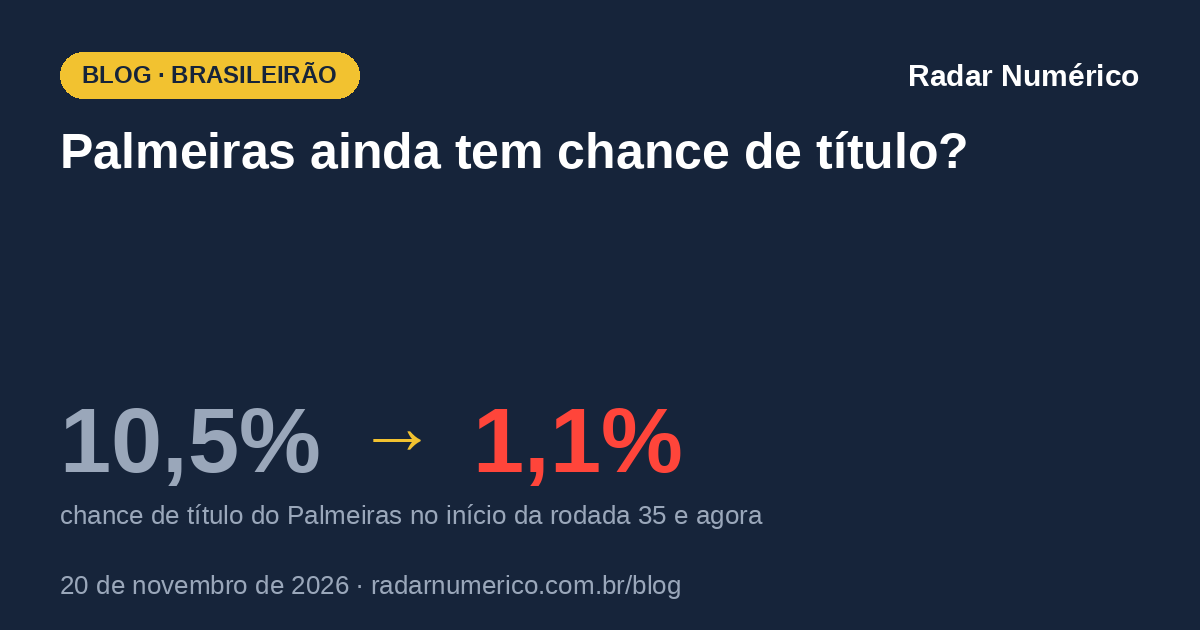 BLOG · BRASILEIRÃO
Radar Numérico
Palmeiras ainda tem chance de título?
10,5% → 1,1%
chance de título do Palmeiras no início da rodada 35 e agora
20 de novembro de 2026 · radarnumerico.com.br/blog